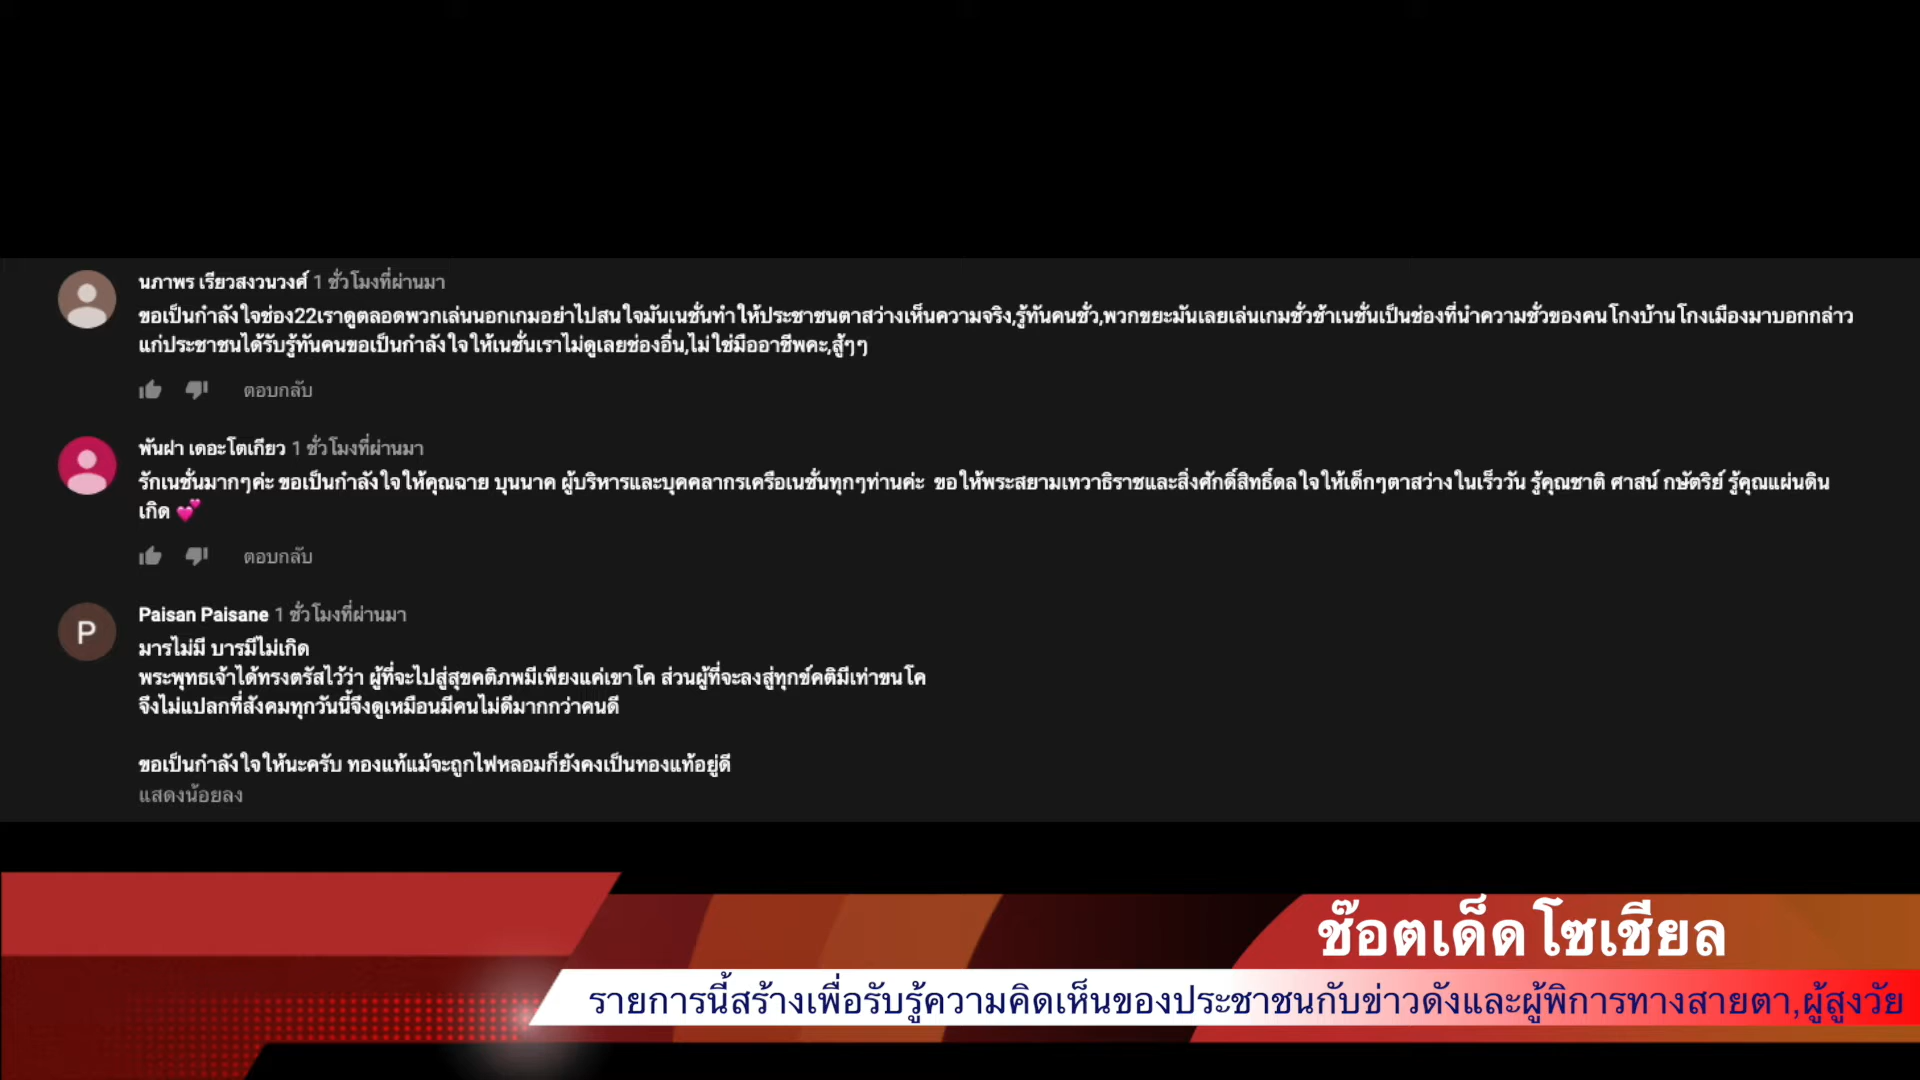 นภาพร เรียวสงวนวงศ์ 1 ชั่วโมงที่ผ่านมา
ขอเป็นกำลังใจช่อง22เราดูตลอดพวกเล่นนอกเกมอย่าไปสนใจมันเนชั่นทำให้ประชาชนตาสว่างเห็นความจริง,รู้ทันคนชั่ว,พวกขยะมันเลยเล่นเกมชั่วช้าเนชั่นเป็นช่องที่นำความชั่วของคนโกงบ้านโกงเมืองมาบอกกล่าว
แก่ประชาชนได้รับรู้ทันคนขอเป็นกำลังใจให้เนชั่นเราไม่ดูเลยช่องอื่น,ไม่ใช่มืออาชีพคะ,สู้ๆๆ
ตอบกลับ
พันฝา เดอะโตเกียว 1 ชั่วโมงที่ผ่านมา
รักเนชั่นมากๆค่ะ ขอเป็นกำลังใจให้คุณฉาย บุนนาค ผู้บริหารและบุคคลากรเครือเนชั่นทุกๆท่านค่ะ ขอให้พระสยามเทวาธิราชและสิ่งศักดิ์สิทธิ์ดลใจให้เด็กๆตาสว่างในเร็ววัน รู้คุณชาติ ศาสน์ กษัตริย์ รู้คุณแผ่นดิน
เกิด 💕
ตอบกลับ
P
Paisan Paisane 1 ชั่วโมงที่ผ่านมา
มารไม่มี บารมีไม่เกิด
พระพุทธเจ้าได้ทรงตรัสไว้ว่า ผู้ที่จะไปสู่สุขคติภพมีเพียงแค่เขาโค ส่วนผู้ที่จะลงสู่ทุกข์คติมีเท่าขนโค
จึงไม่แปลกที่สังคมทุกวันนี้จึงดูเหมือนมีคนไม่ดีมากกว่าคนดี
ขอเป็นกำลังใจให้นะครับ ทองแท้แม้จะถูกไฟหลอมก็ยังคงเป็นทองแท้อยู่ดี
แสดงน้อยลง
ช๊อตเด็ดโซเชียล
รายการนี้สร้างเพื่อรับรู้ความคิดเห็นของประชาชนกับข่าวดังและผู้พิการทางสายตา,ผู้สูงวัย